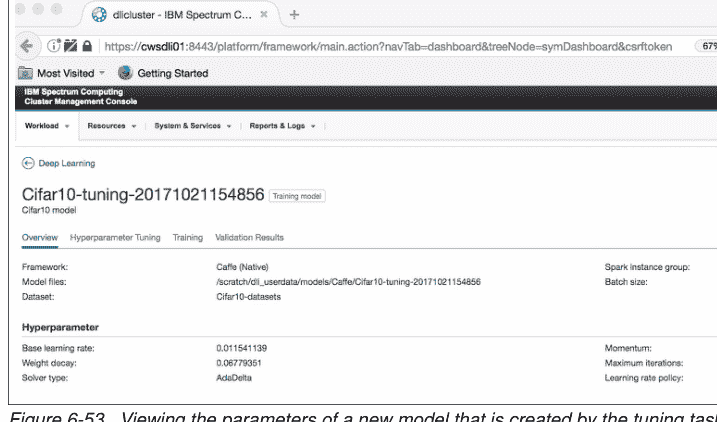 dlicluster - IBM Spectrum C... × +
https://cwsdli01:8443/platform/framework/main.action?navTab=dashboard&treeNode=symDashboard&csrftoken 67%
Most Visited Getting Started
IBM Spectrum Computing
Cluster Management Console
Workload Resources System & Services Reports & Logs
Deep Learning
Cifar10-tuning-20171021154856 Training model
Cifar10 model
Overview Hyperparameter Tuning Training Validation Results
Framework: Caffe (Native) Spark instance group:
Model files: /scratch/dli_userdata/models/Caffe/Cifar10-tuning-20171021154856 Batch size:
Dataset: Cifar10-datasets
Hyperparameter
Base learning rate: 0.011541139 Momentum:
Weight decay: 0.06779351 Maximum iterations:
Solver type: AdaDelta Learning rate policy:
Figure 6-53 Viewing the parameters of a new model that is created by the tuning task